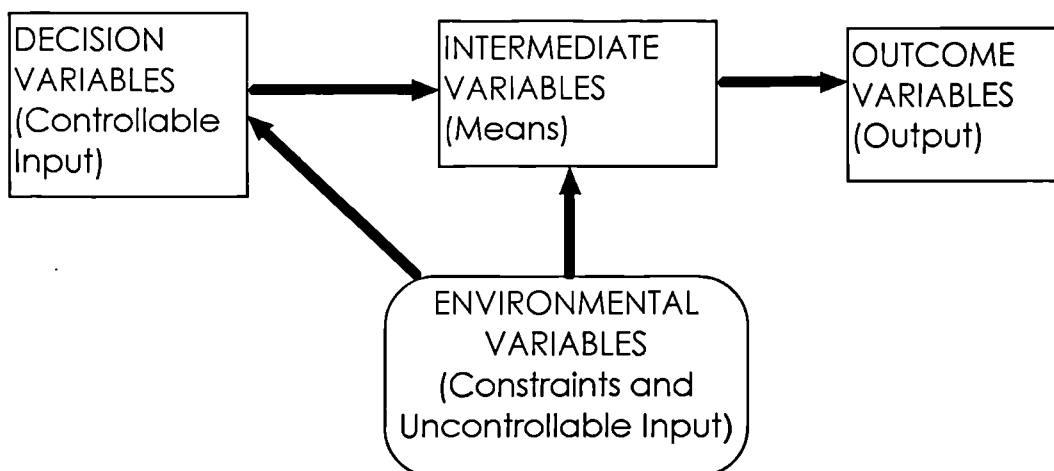 DECISION
VARIABLES
(Controllable
Input)
INTERMEDIATE
VARIABLES
(Means)
OUTCOME
VARIABLES
(Output)
ENVIRONMENTAL
VARIABLES
(Constraints and
Uncontrollable Input)